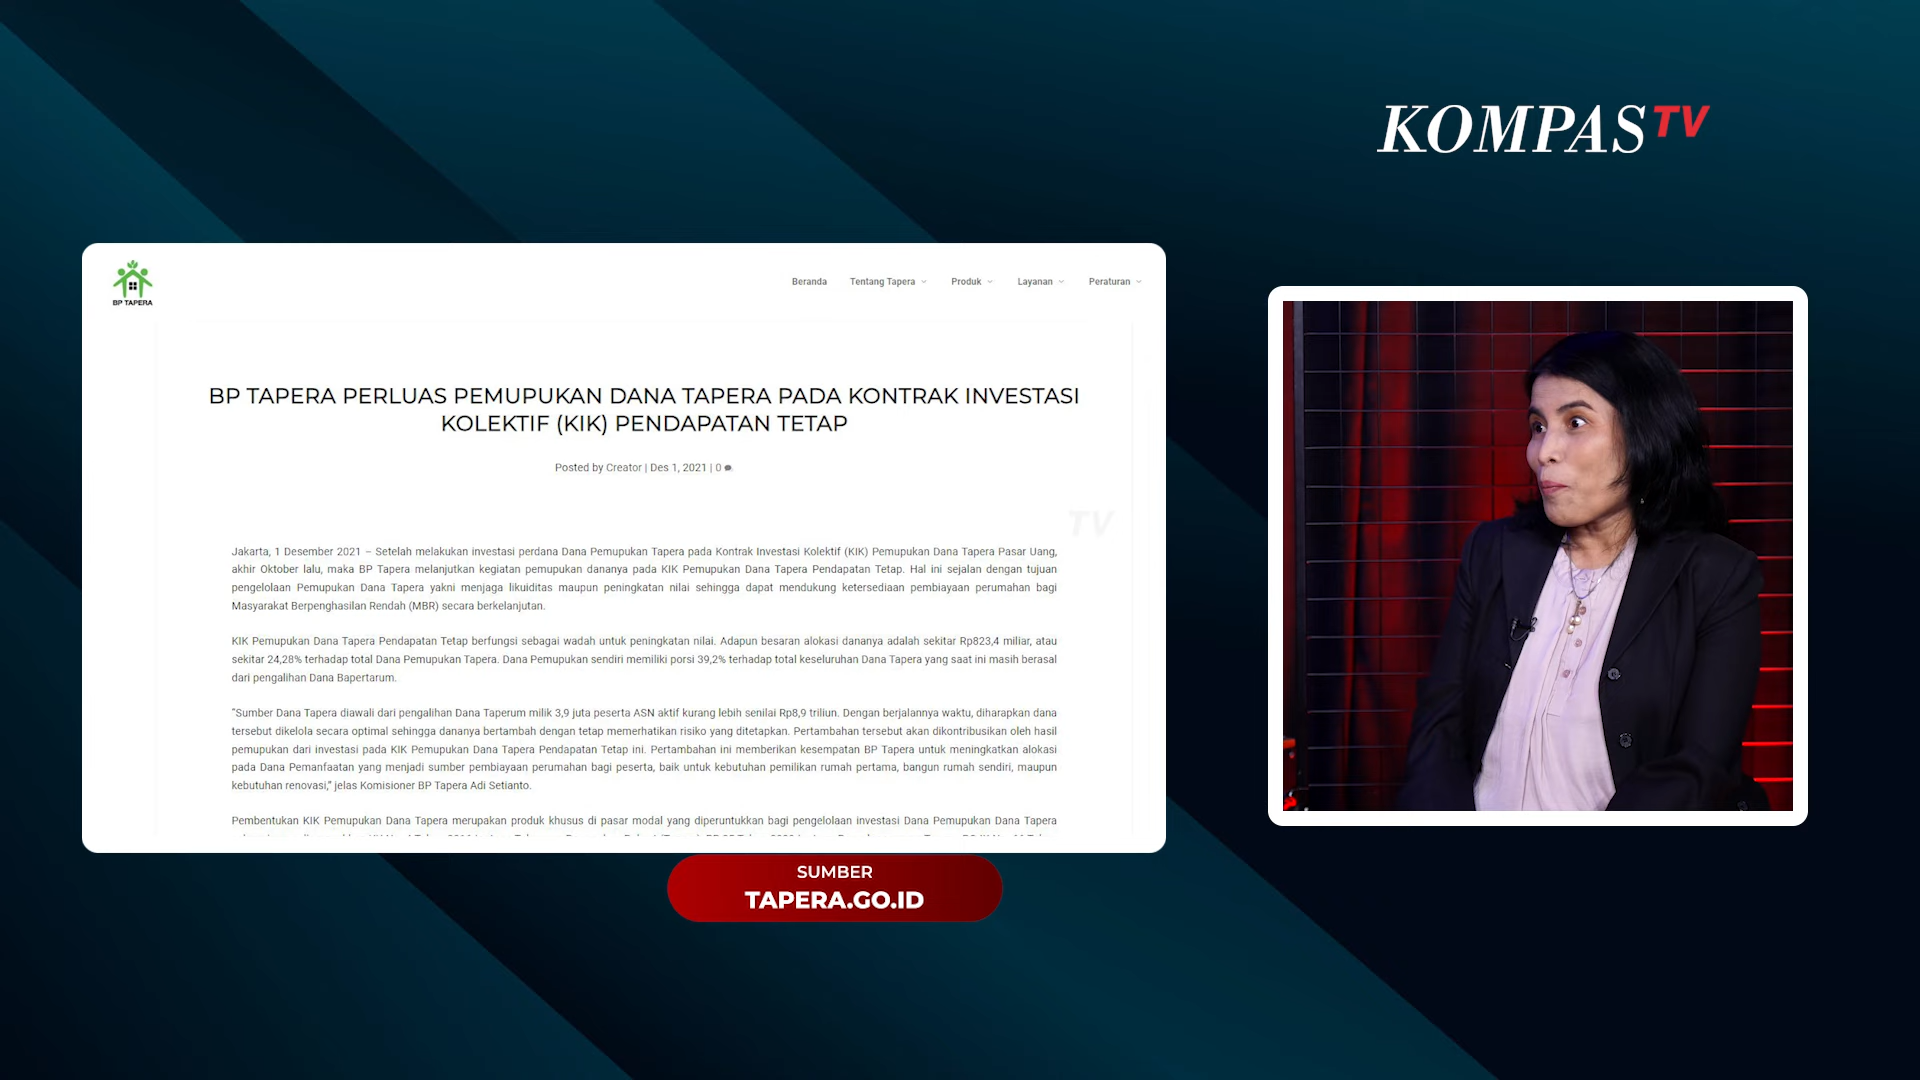 KOMPAS TV
BP TAPERA
Beranda
Tentang Tapera
Produk
Layanan
Peraturan
BP TAPERA PERLUAS PEMUPUKAN DANA TAPERA PADA KONTRAK INVESTASI
KOLEKTIF (KIK) PENDAPATAN TETAP
Posted by Creator | Des 1, 2021 | 0
TV
Jakarta, 1 Desember 2021 – Setelah melakukan investasi perdana Dana Pemupukan Tapera pada Kontrak Investasi Kolektif (KIK) Pemupukan Dana Tapera Pasar Uang,
akhir Oktober lalu, maka BP Tapera melanjutkan kegiatan pemupukan dananya pada KIK Pemupukan Dana Tapera Pendapatan Tetap. Hal ini sejalan dengan tujuan
pengelolaan Pemupukan Dana Tapera yakni menjaga likuiditas maupun peningkatan nilai sehingga dapat mendukung ketersediaan pembiayaan perumahan bagi
Masyarakat Berpenghasilan Rendah (MBR) secara berkelanjutan.
KIK Pemupukan Dana Tapera Pendapatan Tetap berfungsi sebagai wadah untuk peningkatan nilai. Adapun besaran alokasi dananya adalah sekitar Rp823,4 miliar, atau
sekitar 24,28% terhadap total Dana Pemupukan Tapera. Dana Pemupukan sendiri memiliki porsi 39,2% terhadap total keseluruhan Dana Tapera yang saat ini masih berasal
dari pengalihan Dana Bapertarum.
"Sumber Dana Tapera diawali dari pengalihan Dana Taperum milik 3,9 juta peserta ASN aktif kurang lebih senilai Rp8,9 triliun. Dengan berjalannya waktu, diharapkan dana
tersebut dikelola secara optimal sehingga dananya bertambah dengan tetap memerhatikan risiko yang ditetapkan. Pertambahan tersebut akan dikontribusikan oleh hasil
pemupukan dari investasi pada KIK Pemupukan Dana Tapera Pendapatan Tetap ini. Pertambahan ini memberikan kesempatan BP Tapera untuk meningkatkan alokasi
pada Dana Pemanfaatan yang menjadi sumber pembiayaan perumahan bagi peserta, baik untuk kebutuhan pemilikan rumah pertama, bangun rumah sendiri, maupun
kebutuhan renovasi," jelas Komisioner BP Tapera Adi Setianto.
Pembentukan KIK Pemupukan Dana Tapera merupakan produk khusus di pasar modal yang diperuntukkan bagi pengelolaan investasi Dana Pemupukan Dana Tapera
SUMBER
TAPERA.GO.ID